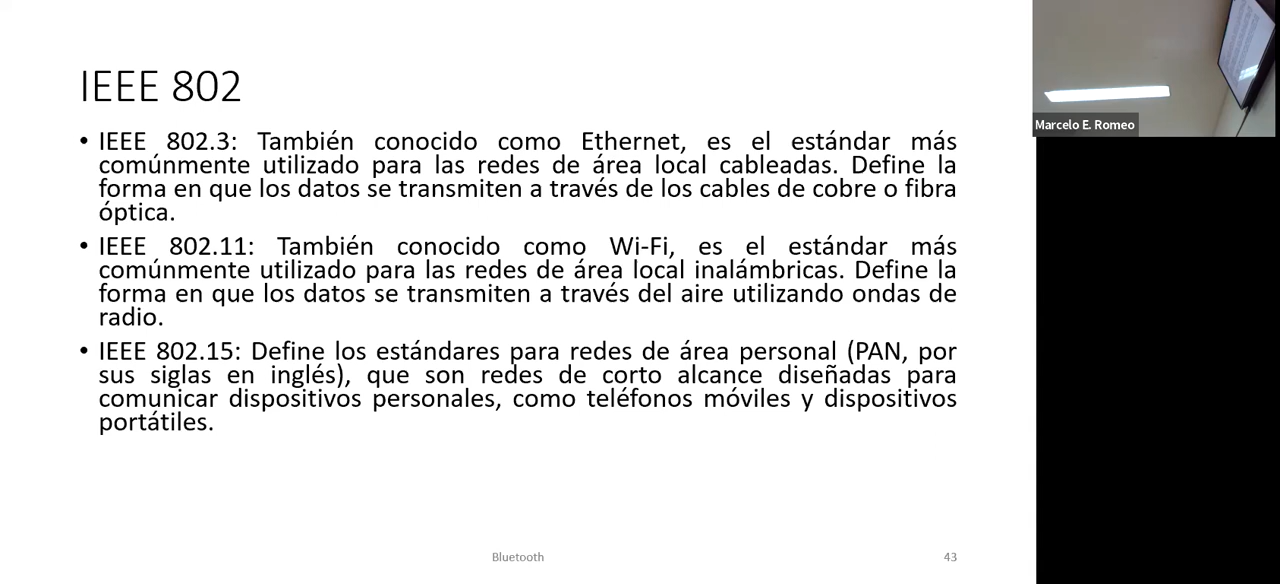 IEEE 802
• IEEE 802.3: También conocido como Ethernet, es el estándar más
comúnmente utilizado para las redes de área local cableadas. Define la
forma en que los datos se transmiten a través de los cables de cobre o fibra
óptica.
• IEEE 802.11: También conocido como Wi-Fi, es el estándar más
comúnmente utilizado para las redes de área local inalámbricas. Define la
forma en que los datos se transmiten a través del aire utilizando ondas de
radio.
• IEEE 802.15: Define los estándares para redes de área personal (PAN, por
sus siglas en inglés), que son redes de corto alcance diseñadas para
comunicar dispositivos personales, como teléfonos móviles y dispositivos
portátiles.
Bluetooth
43
Marcelo E. Romeo